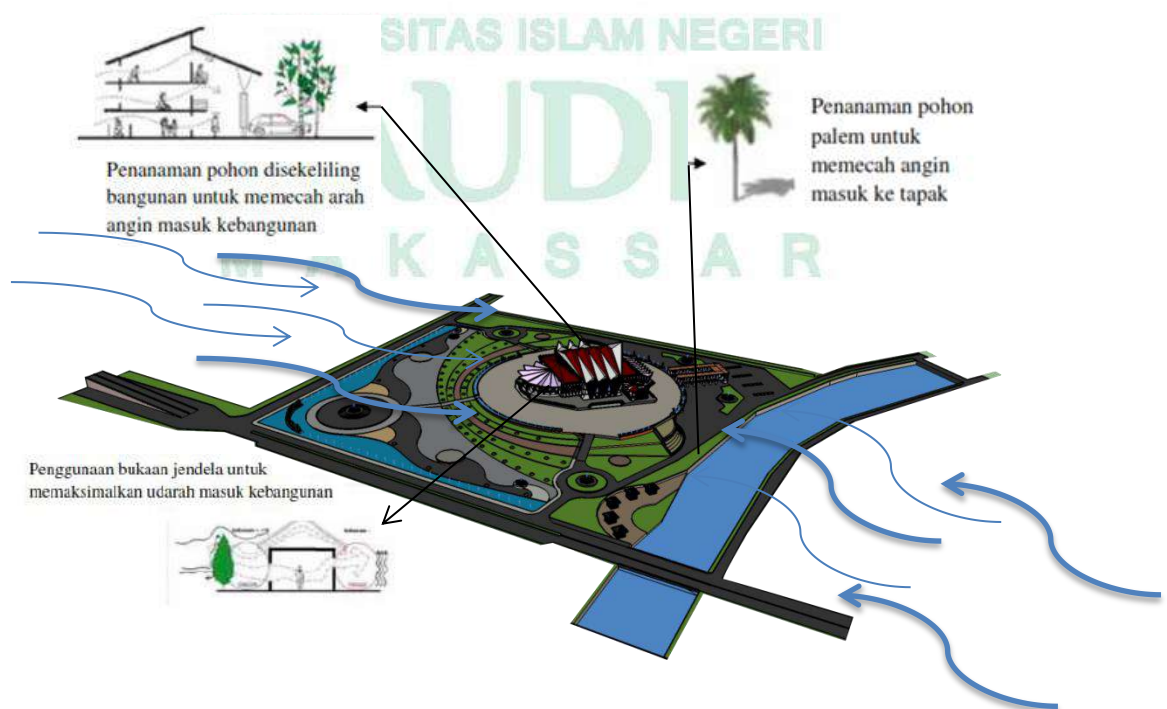 SITAS ISLAM NEGERI
AUDI
M A K A S S A R
Penanaman pohon disekeliling
bangunan untuk memecah arah
angin masuk kebangunan
Penanaman pohon
palem untuk
memecah angin
masuk ke tapak
Penggunaan bukaan jendela untuk
memaksimalkan udarah masuk kebangunan